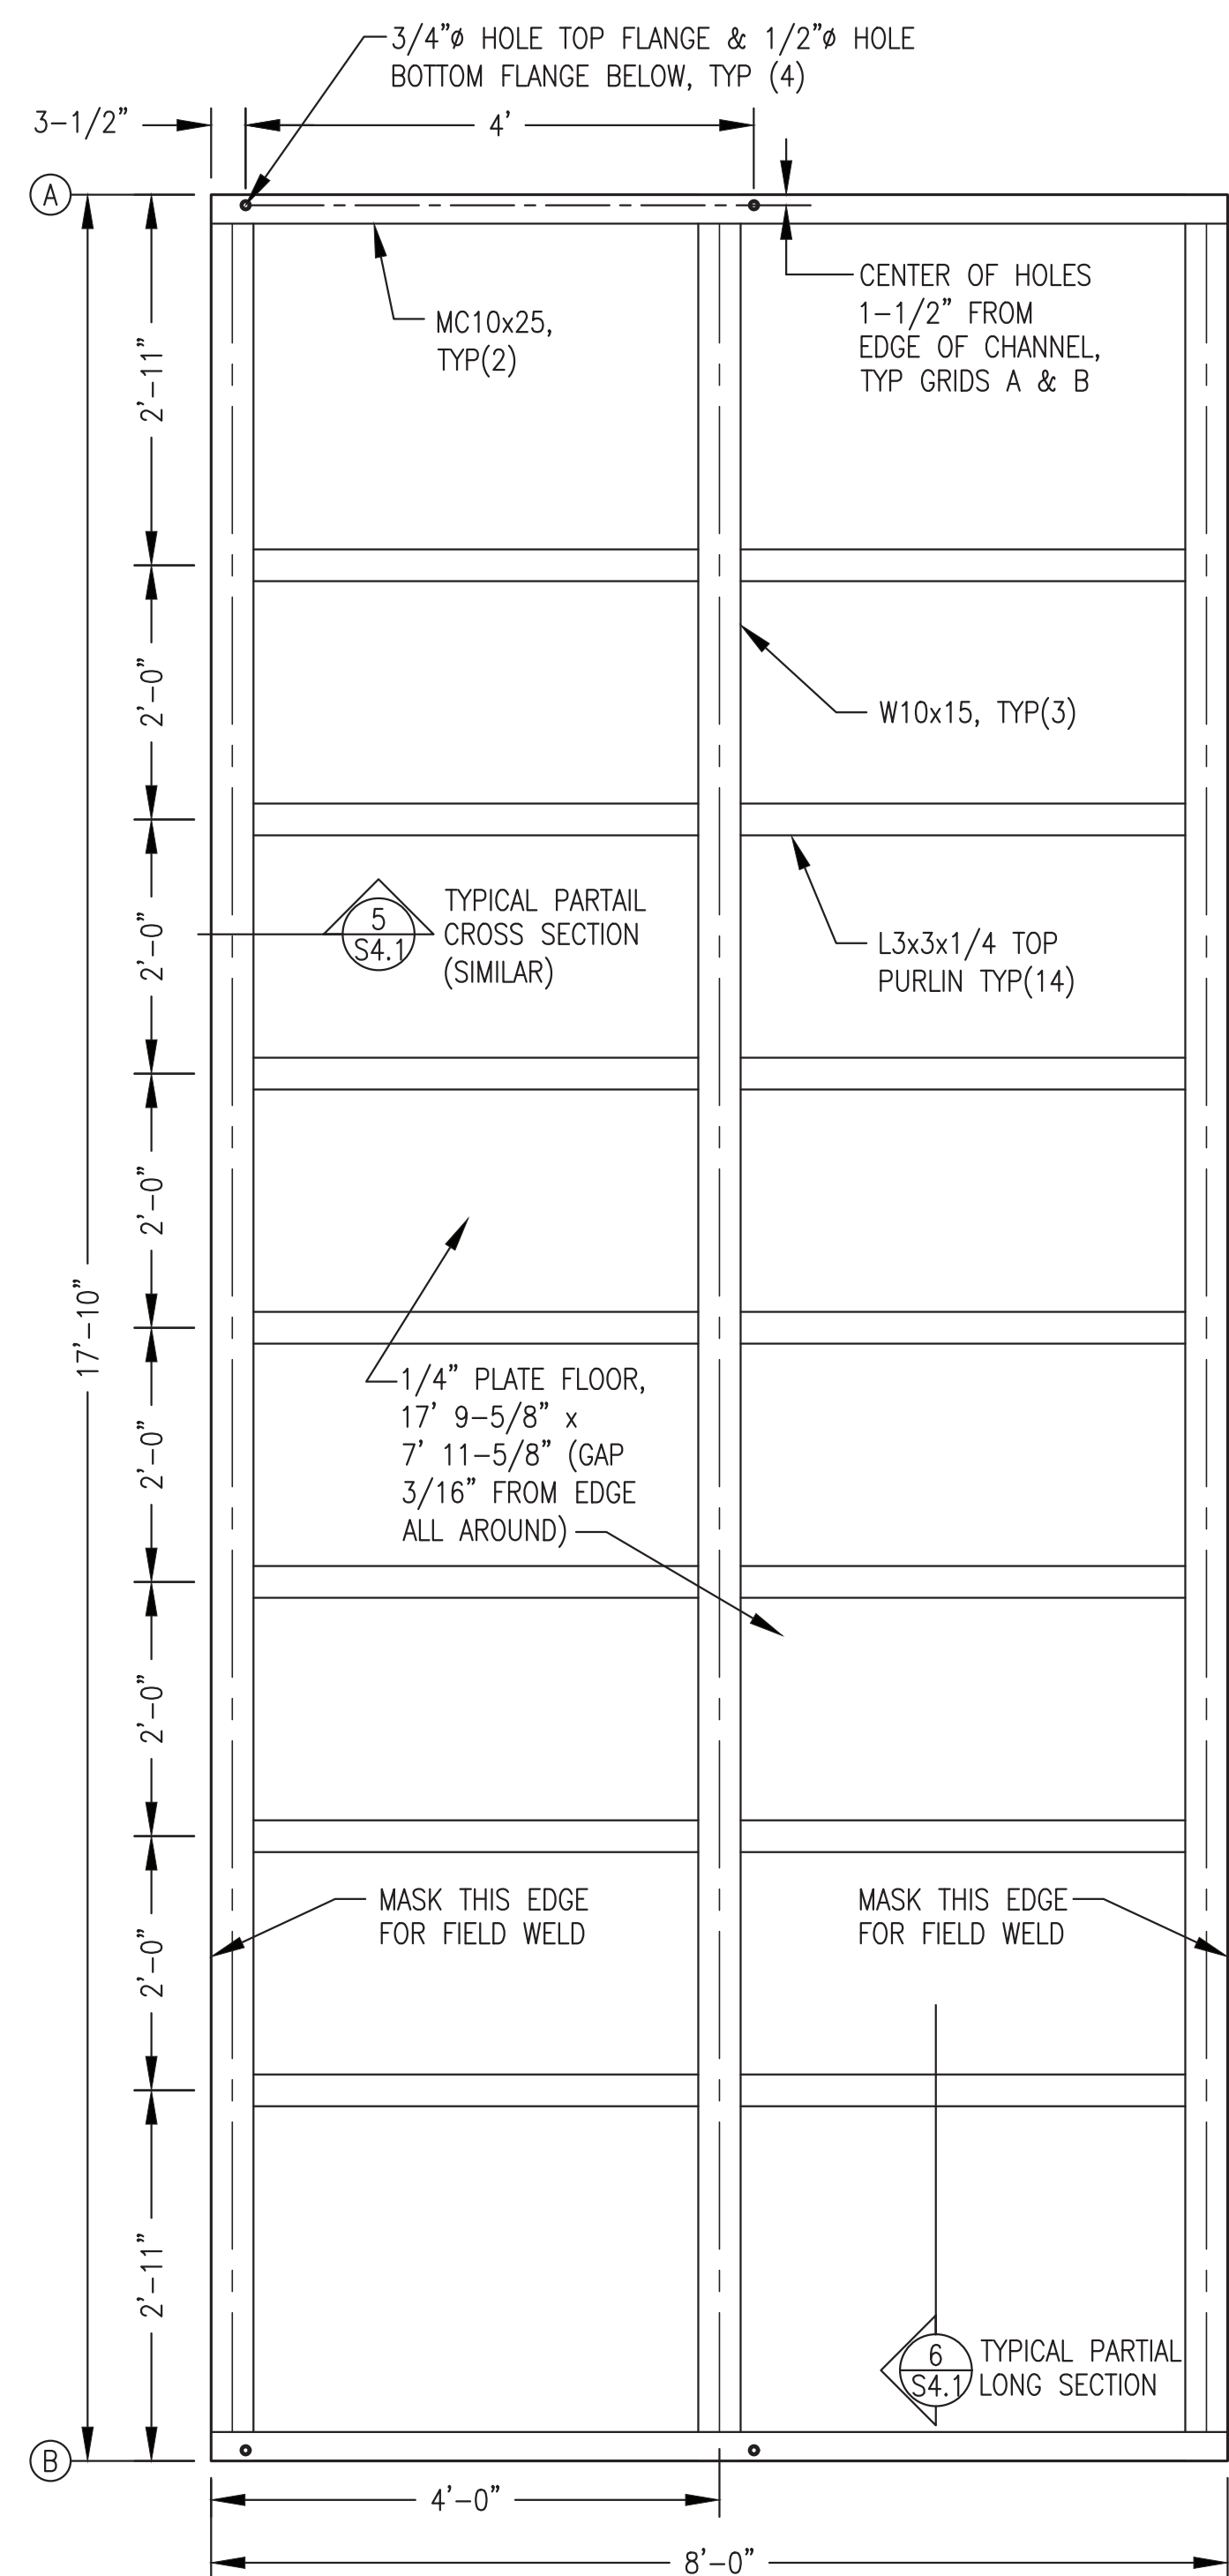 3/4"ø HOLE TOP FLANGE & 1/2"ø HOLE
BOTTOM FLANGE BELOW, TYP (4)
3-1/2"
4'
A
CENTER OF HOLES
1-1/2" FROM
EDGE OF CHANNEL,
TYP GRIDS A & B
MC10x25,
TYP(2)
2'-11"
2'-0"
W10x15, TYP(3)
5
S4.1
TYPICAL PARTAIL
CROSS SECTION
(SIMILAR)
2'-0"
L3x3x1/4 TOP
PURLIN TYP(14)
2'-0"
17'-10"
1/4" PLATE FLOOR,
17' 9-5/8" x
7' 11-5/8" (GAP
3/16" FROM EDGE
ALL AROUND)
2'-0"
2'-0"
MASK THIS EDGE
FOR FIELD WELD
MASK THIS EDGE
FOR FIELD WELD
2'-0"
2'-11"
6
S4.1
TYPICAL PARTIAL
LONG SECTION
B
4'-0"
8'-0"